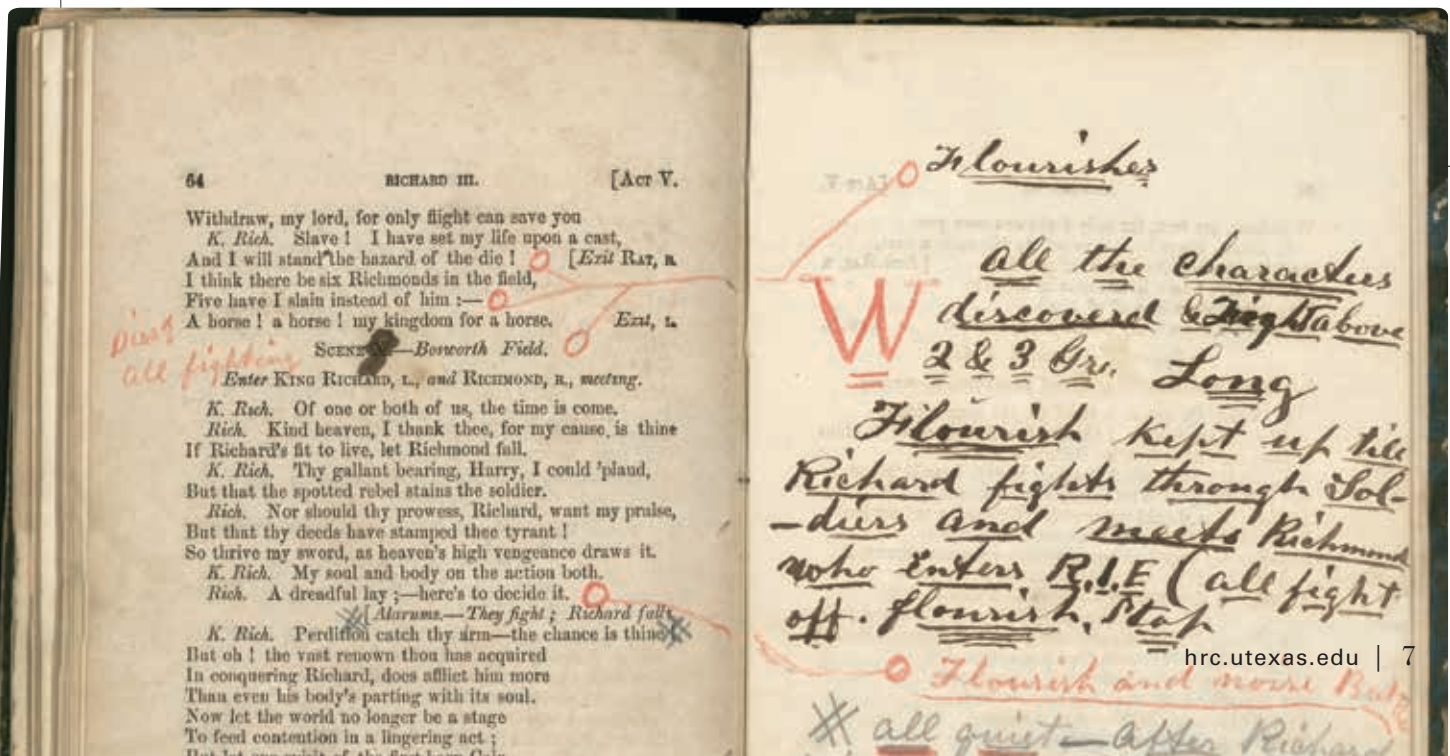 64 RICHARD III. [ACT V.
Withdraw, my lord, for only flight can save you
K. Rich. Slave ! I have set my life upon a cast,
And I will stand the hazard of the die ! [Exit RAT, R.
I think there be six Richmonds in the field,
Five have I slain instead of him :—
A horse ! a horse ! my kingdom for a horse. Exit, L.
all fighting
SCENE —Bosworth Field.
Enter KING RICHARD, L., and RICHMOND, R., meeting.
K. Rich. Of one or both of us, the time is come.
Rich. Kind heaven, I thank thee, for my cause is thine
If Richard's fit to live, let Richmond fall.
K. Rich. Thy gallant bearing, Harry, I could 'plaud,
But that the spotted rebel stains the soldier.
Rich. Nor should thy prowess, Richard, want my praise,
But that thy deeds have stamped thee tyrant !
So thrive my sword, as heaven's high vengeance draws it.
K. Rich. My soul and body on the action both.
Rich. A dreadful lay ;—here's to decide it.
[Alarums.—They fight ; Richard falls
K. Rich. Perdition catch thy arm—the chance is thine
But oh ! the vast renown thou has acquired
In conquering Richard, does afflict him more
Than even his body's parting with its soul.
Now let the world no longer be a stage
To feed contention in a lingering act ;
Flourishes
W
all the characters
discovered & Fight above
2 & 3 Gr. Long
Flourish kept up till
Richard fights through Sol-
-diers and meets Richmond
who enters R.I.E ( all fight
off. flourish, Stop
hrc.utexas.edu | 7
Flourish and more
all quiet — after